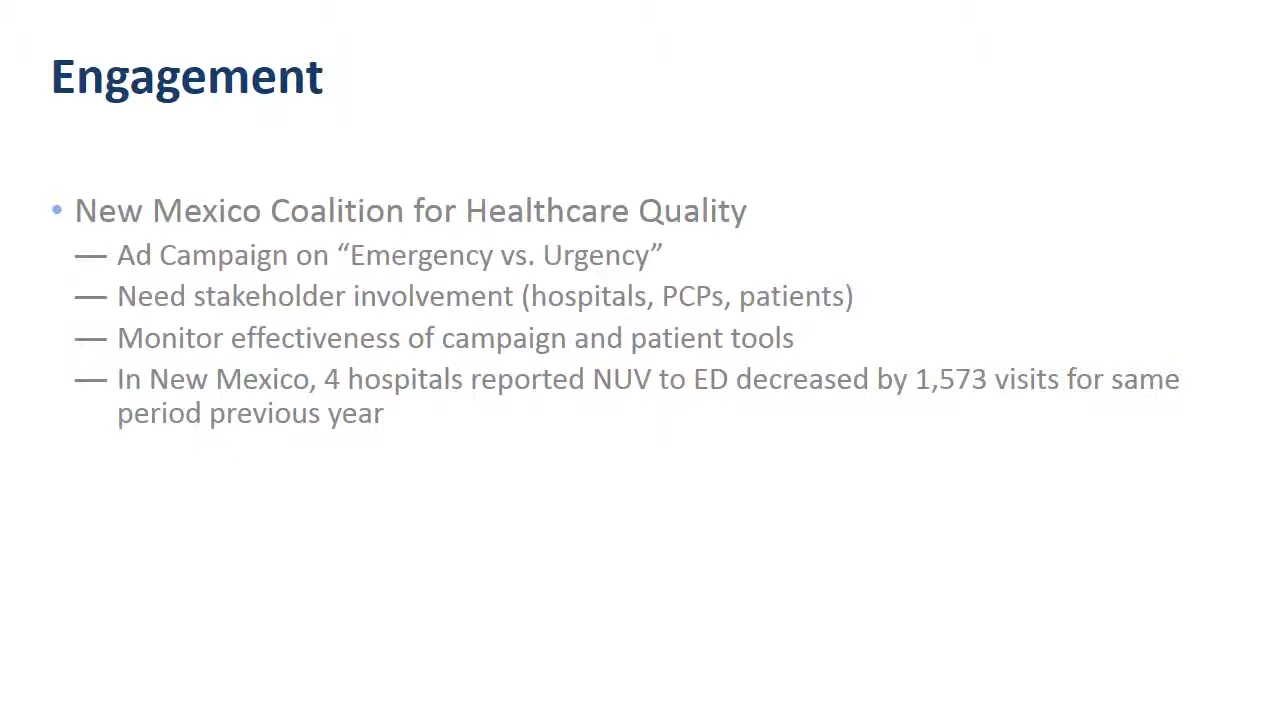 Engagement
• New Mexico Coalition for Healthcare Quality
— Ad Campaign on “Emergency vs. Urgency”
— Need stakeholder involvement (hospitals, PCPs, patients)
— Monitor effectiveness of campaign and patient tools
— In New Mexico, 4 hospitals reported NUV to ED decreased by 1,573 visits for same
period previous year